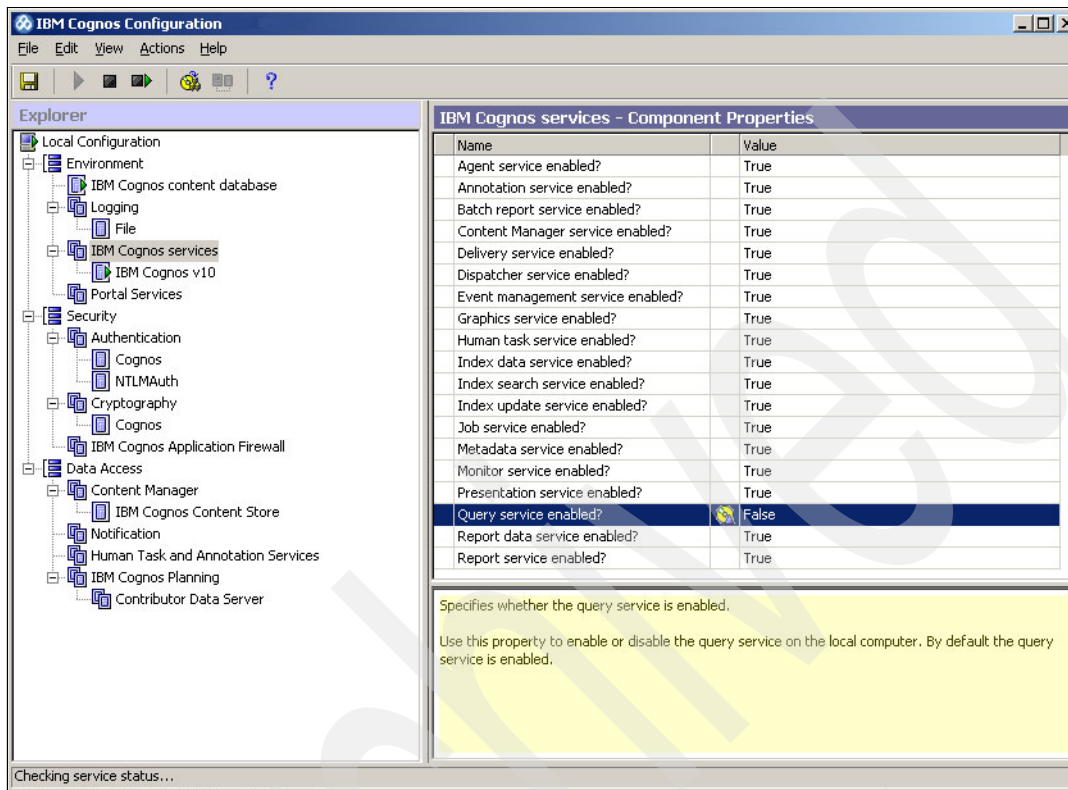 IBM Cognos Configuration
File Edit View Actions Help
?
Explorer
Local Configuration
Environment
IBM Cognos content database
Logging
File
IBM Cognos services
IBM Cognos v10
Portal Services
Security
Authentication
Cognos
NTLMAuth
Cryptography
Cognos
IBM Cognos Application Firewall
Data Access
Content Manager
IBM Cognos Content Store
Notification
Human Task and Annotation Services
IBM Cognos Planning
Contributor Data Server
IBM Cognos services - Component Properties
Name Value
Agent service enabled? True
Annotation service enabled? True
Batch report service enabled? True
Content Manager service enabled? True
Delivery service enabled? True
Dispatcher service enabled? True
Event management service enabled? True
Graphics service enabled? True
Human task service enabled? True
Index data service enabled? True
Index search service enabled? True
Index update service enabled? True
Job service enabled? True
Metadata service enabled? True
Monitor service enabled? True
Presentation service enabled? True
Query service enabled? False
Report data service enabled? True
Report service enabled? True
Specifies whether the query service is enabled.
Use this property to enable or disable the query service on the local computer. By default the query
service is enabled.
Checking service status...